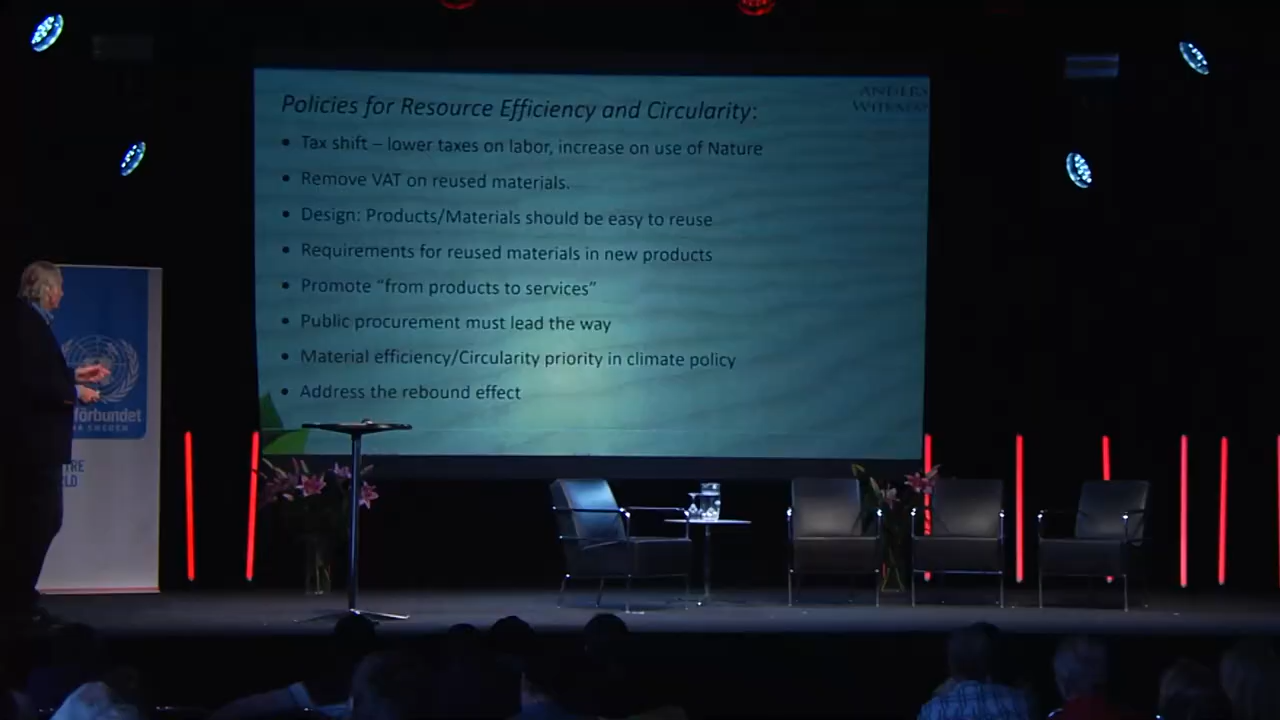 ANDERS
WIJKMAN
Policies for Resource Efficiency and Circularity:
• Tax shift – lower taxes on labor, increase on use of Nature
• Remove VAT on reused materials.
• Design: Products/Materials should be easy to reuse
• Requirements for reused materials in new products
• Promote “from products to services”
• Public procurement must lead the way
• Material efficiency/Circularity priority in climate policy
• Address the rebound effect
förbundet
SWEDEN